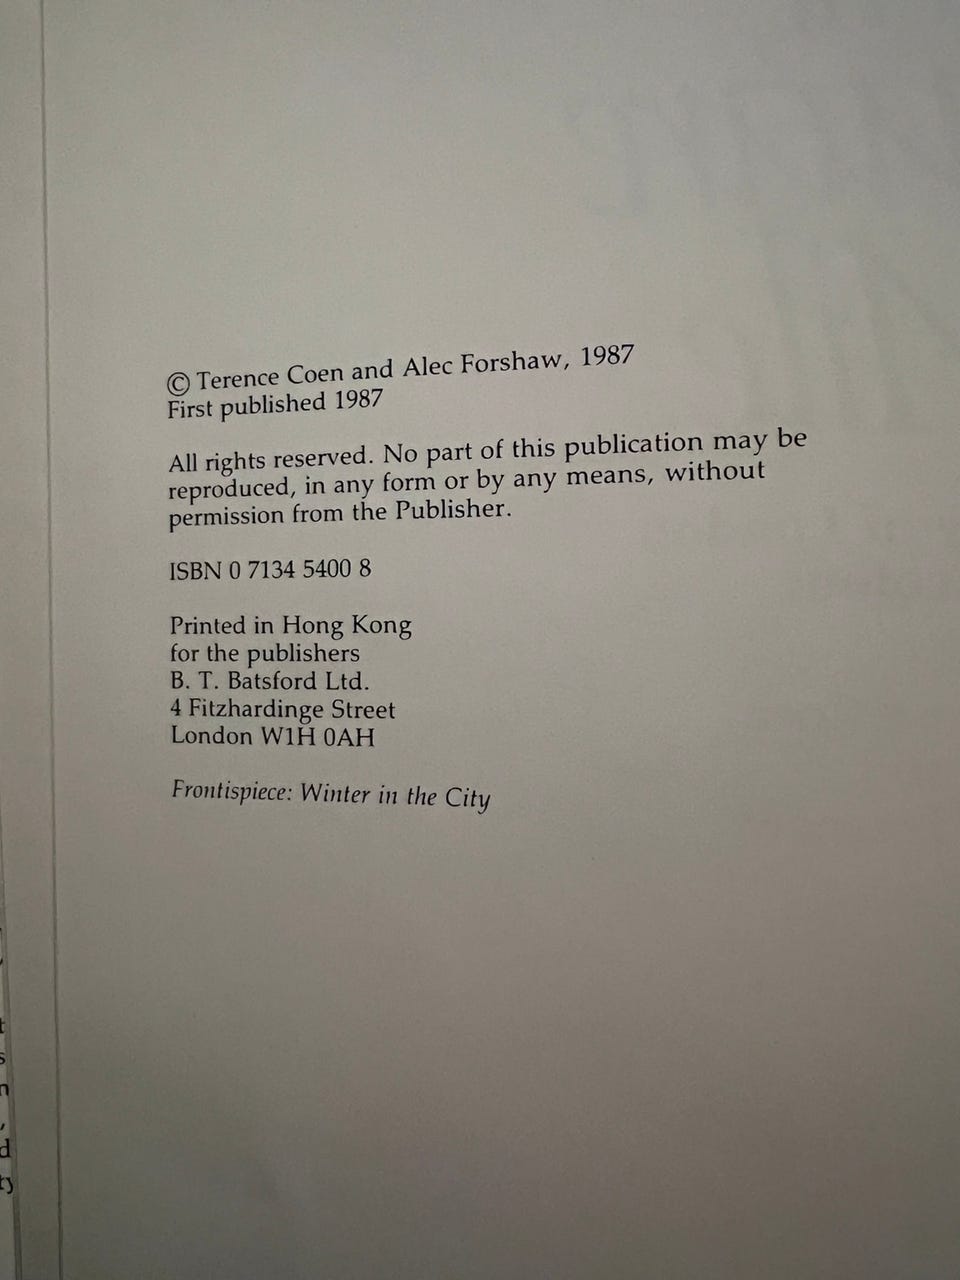 © Terence Coen and Alec Forshaw, 1987
First published 1987
All rights reserved. No part of this publication may be
reproduced, in any form or by any means, without
permission from the Publisher.
ISBN 0 7134 5400 8
Printed in Hong Kong
for the publishers
B. T. Batsford Ltd.
4 Fitzhardinge Street
London W1H 0AH
Frontispiece: Winter in the City